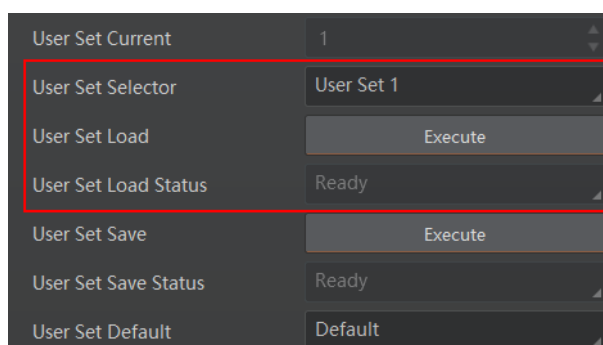 User Set Current 1
User Set Selector User Set 1
User Set Load Execute
User Set Load Status Ready
User Set Save Execute
User Set Save Status Ready
User Set Default Default